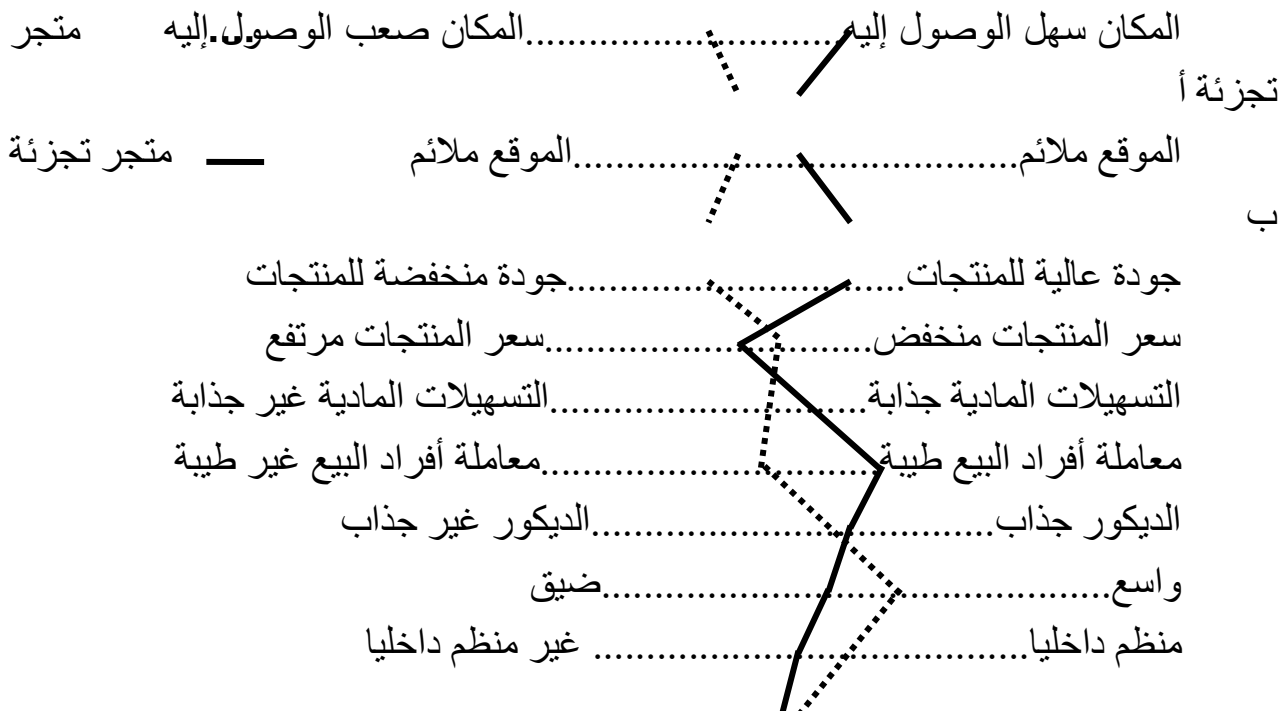 المكان سهل الوصول إليه..............................المكان صعب الوصول إليه متجر
تجزئة أ
الموقع ملائم..........................................الموقع ملائم متجر تجزئة
ب
جودة عالية للمنتجات................................جودة منخفضة للمنتجات
سعر المنتجات منخفض...............................سعر المنتجات مرتفع
التسهيلات المادية جذابة..............................التسهيلات المادية غير جذابة
معاملة أفراد البيع طيبة................................معاملة أفراد البيع غير طيبة
الديكور جذاب......................................الديكور غير جذاب
واسع................................................ضيق
منظم داخليا......................................... غير منظم داخليا